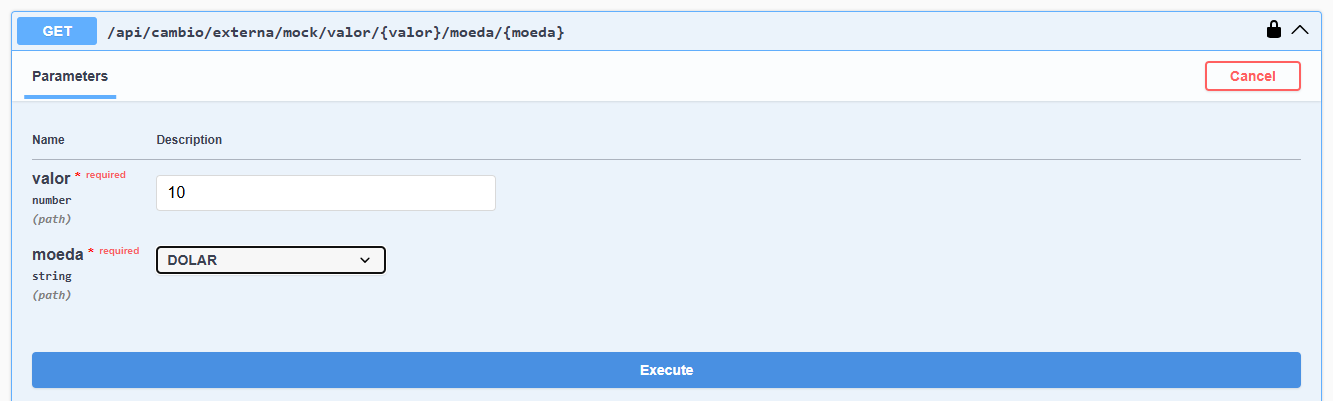 GET /api/cambio/externa/mock/valor/{valor}/moeda/{moeda}
Parameters Cancel
Name Description
valor * required
number
(path)
10
moeda * required
string
(path)
DOLAR
Execute